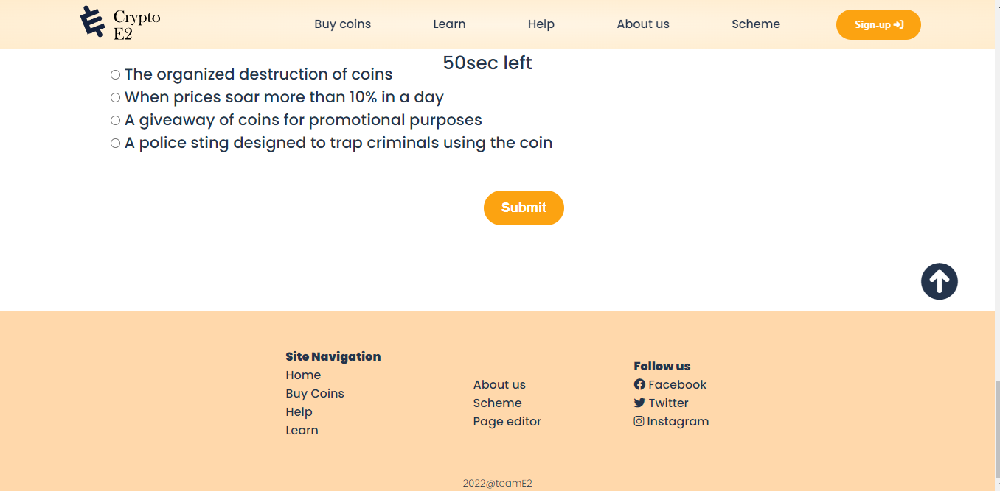 Crypto
E2
Buy coins
Learn
Help
About us
Scheme
Sign-up
50sec left
The organized destruction of coins
When prices soar more than 10% in a day
A giveaway of coins for promotional purposes
A police sting designed to trap criminals using the coin
Submit
Site Navigation
Home
Buy Coins
Help
Learn
About us
Scheme
Page editor
Follow us
Facebook
Twitter
Instagram
2022@teamE2